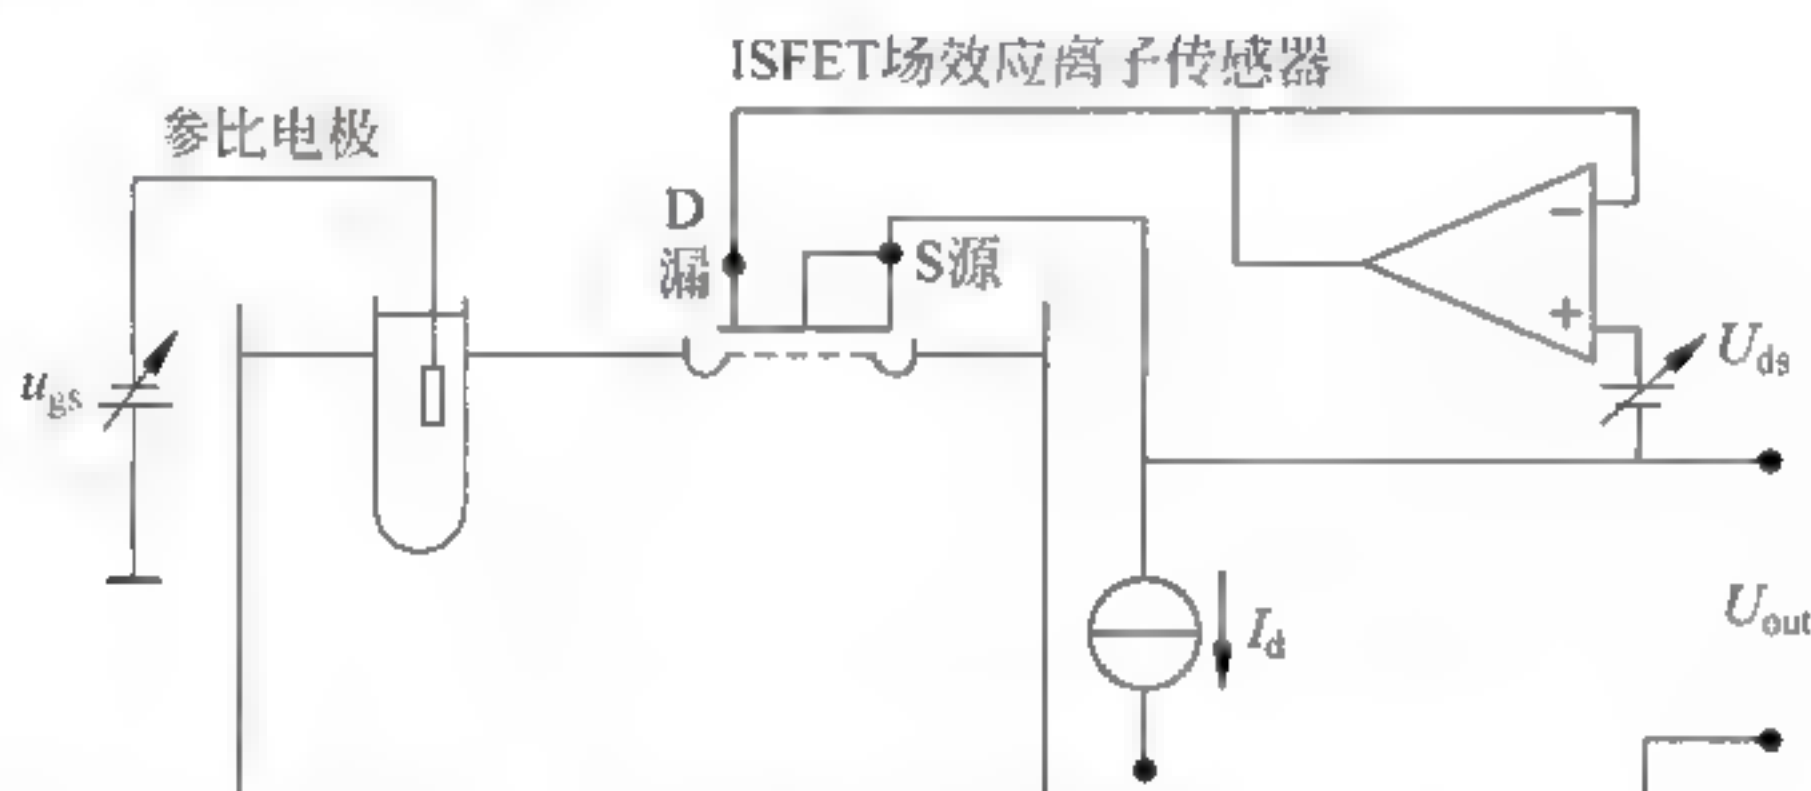 ISFET场效应离子传感器
参比电极
D
漏
S源
−
+
u_gs
U_ds
I_d
U_out